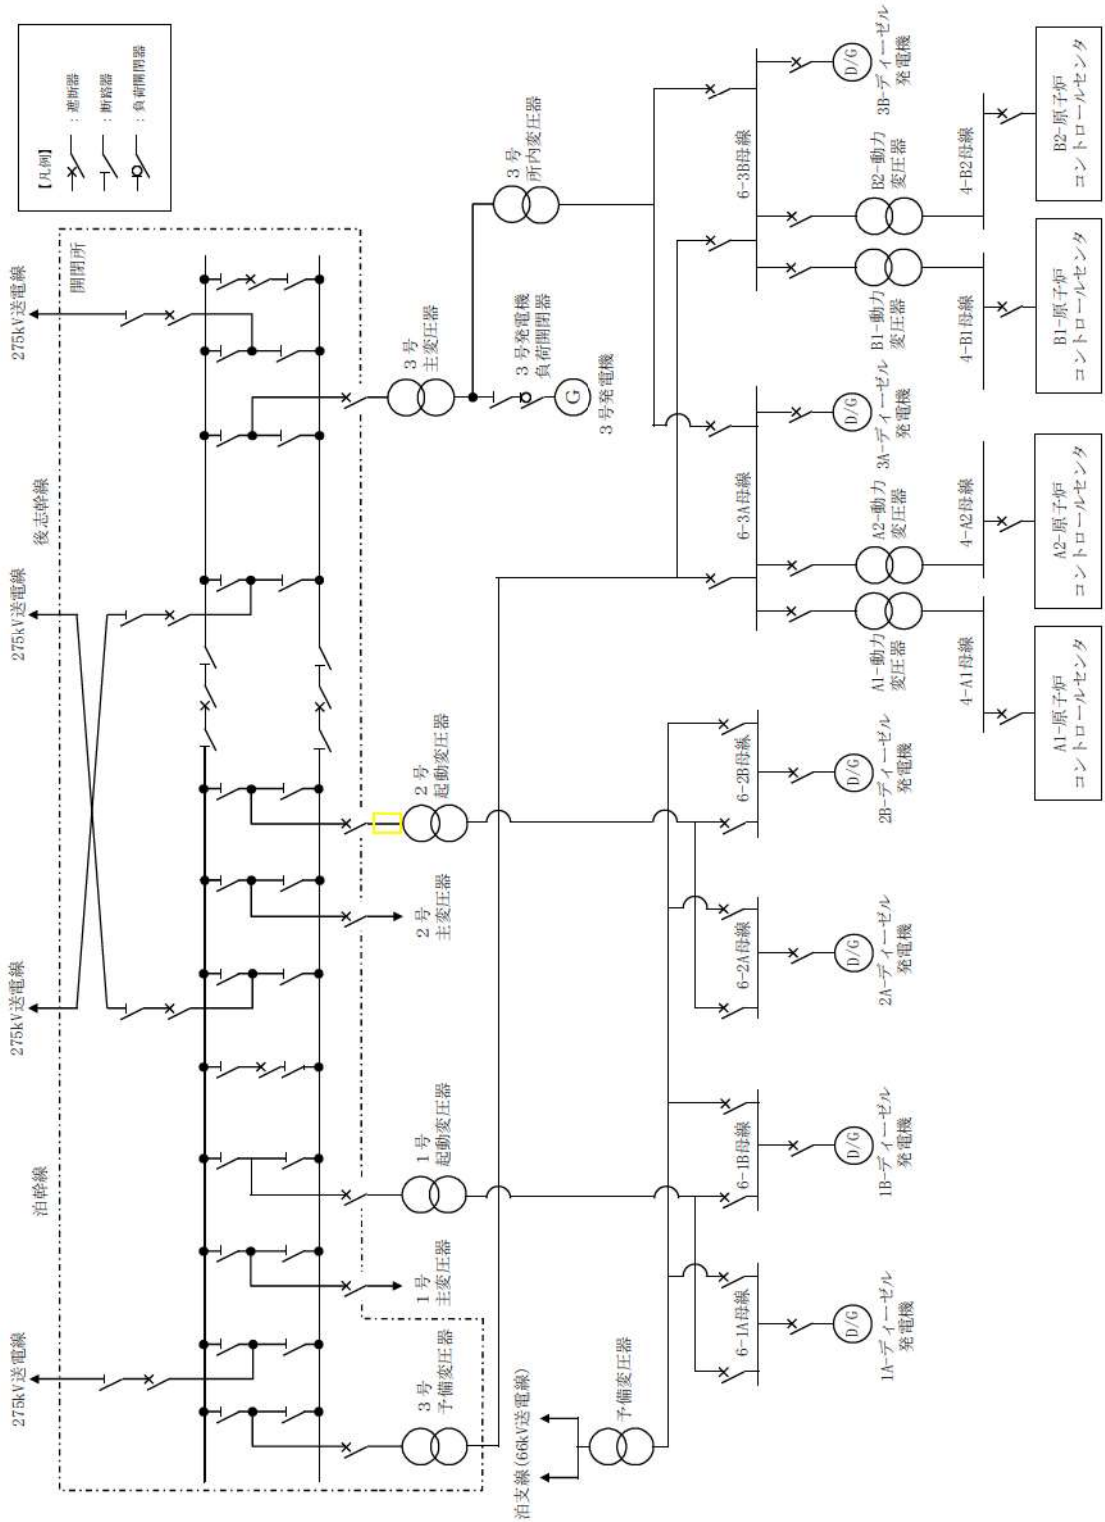 【凡例】
：遮断器
：断路器
：負荷開閉器
泊幹線
後志幹線
275kV送電線
275kV送電線
275kV送電線
275kV送電線
開閉所
3号
予備変圧器
1号
主変圧器
1号
起動変圧器
2号
主変圧器
2号
起動変圧器
3号
主変圧器
3号
所内変圧器
3号発電機
負荷開閉器
G
3号発電機
泊支線(66kV送電線)
予備変圧器
6-1A母線
6-1B母線
6-2A母線
6-2B母線
6-3A母線
6-3B母線
D/G
1A-ディーゼル
発電機
D/G
1B-ディーゼル
発電機
D/G
2A-ディーゼル
発電機
D/G
2B-ディーゼル
発電機
A1-動力
変圧器
A2-動力
変圧器
D/G
3A-ディーゼル
発電機
B1-動力
変圧器
B2-動力
変圧器
D/G
3B-ディーゼル
発電機
4-A1母線
4-A2母線
4-B1母線
4-B2母線
A1-原子炉
コントロールセンタ
A2-原子炉
コントロールセンタ
B1-原子炉
コントロールセンタ
B2-原子炉
コントロールセンタ